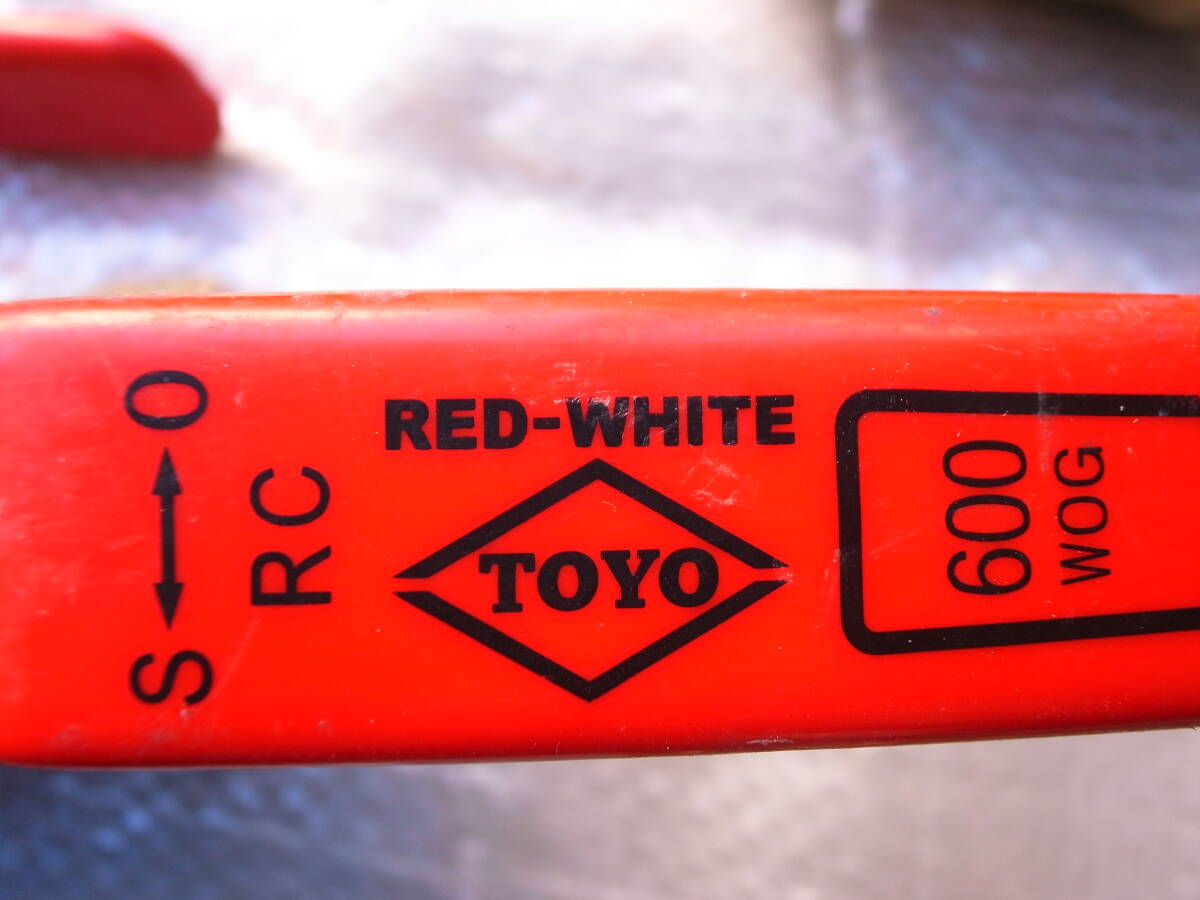 S ↔ O
RC
RED-WHITE
TOYO
600
WOG